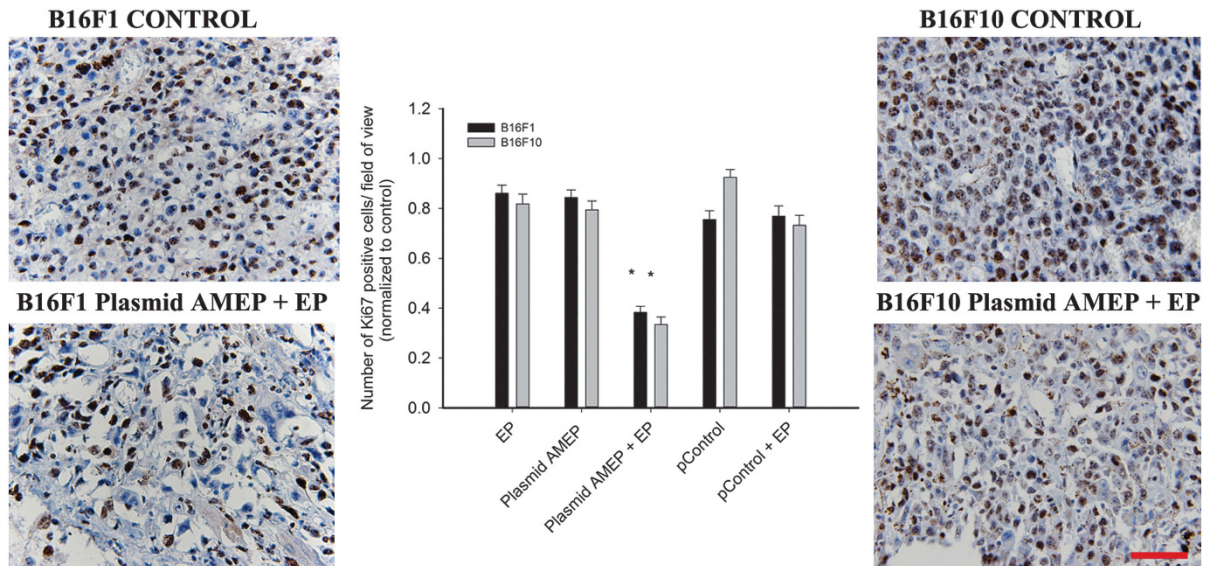 B16F1 CONTROL
B16F10 CONTROL
B16F1 Plasmid AMEP + EP
B16F10 Plasmid AMEP + EP
Number of Ki67 positive cells/ field of view
(normalized to control)
1.2
1.0
0.8
0.6
0.4
0.2
0.0
B16F1
B16F10
* *
EP
Plasmid AMEP
Plasmid AMEP + EP
pControl
pControl + EP